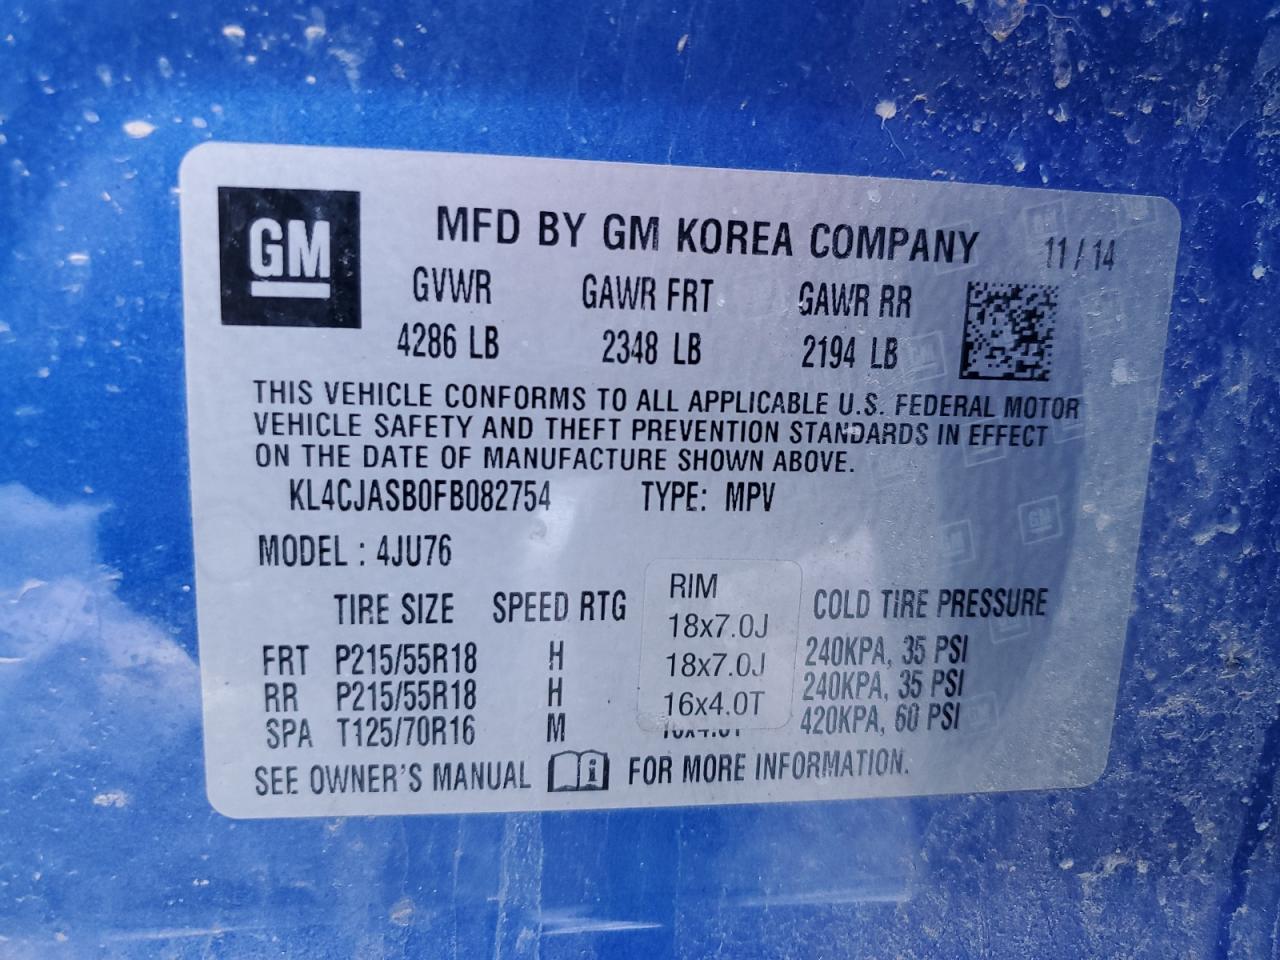 GM
MFD BY GM KOREA COMPANY 11/14
GVWR GAWR FRT GAWR RR
4286 LB 2348 LB 2194 LB
THIS VEHICLE CONFORMS TO ALL APPLICABLE U.S. FEDERAL MOTOR
VEHICLE SAFETY AND THEFT PREVENTION STANDARDS IN EFFECT
ON THE DATE OF MANUFACTURE SHOWN ABOVE.
KL4CJASB0FB082754 TYPE: MPV
MODEL : 4JU76
TIRE SIZE SPEED RTG RIM COLD TIRE PRESSURE
FRT P215/55R18 H 18x7.0J 240KPA, 35 PSI
RR P215/55R18 H 18x7.0J 240KPA, 35 PSI
SPA T125/70R16 M 16x4.0T 420KPA, 60 PSI
SEE OWNER'S MANUAL i FOR MORE INFORMATION.